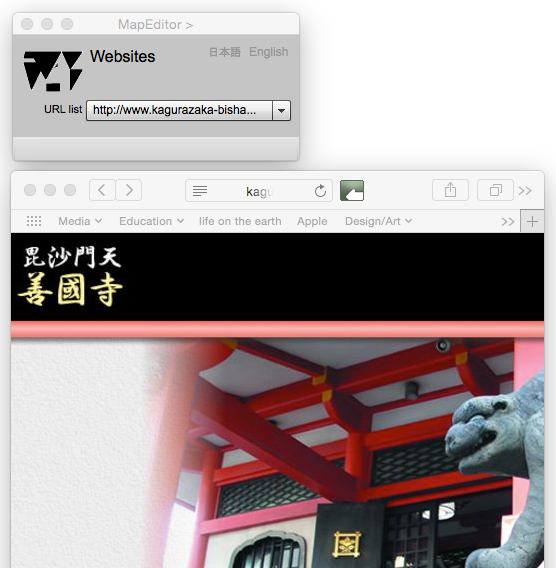 MapEditor >
Websites
日本語 English
URL list http://www.kagurazaka-bisha...
kagu
Media Education life on the earth Apple Design/Art
毘沙門天
善國寺